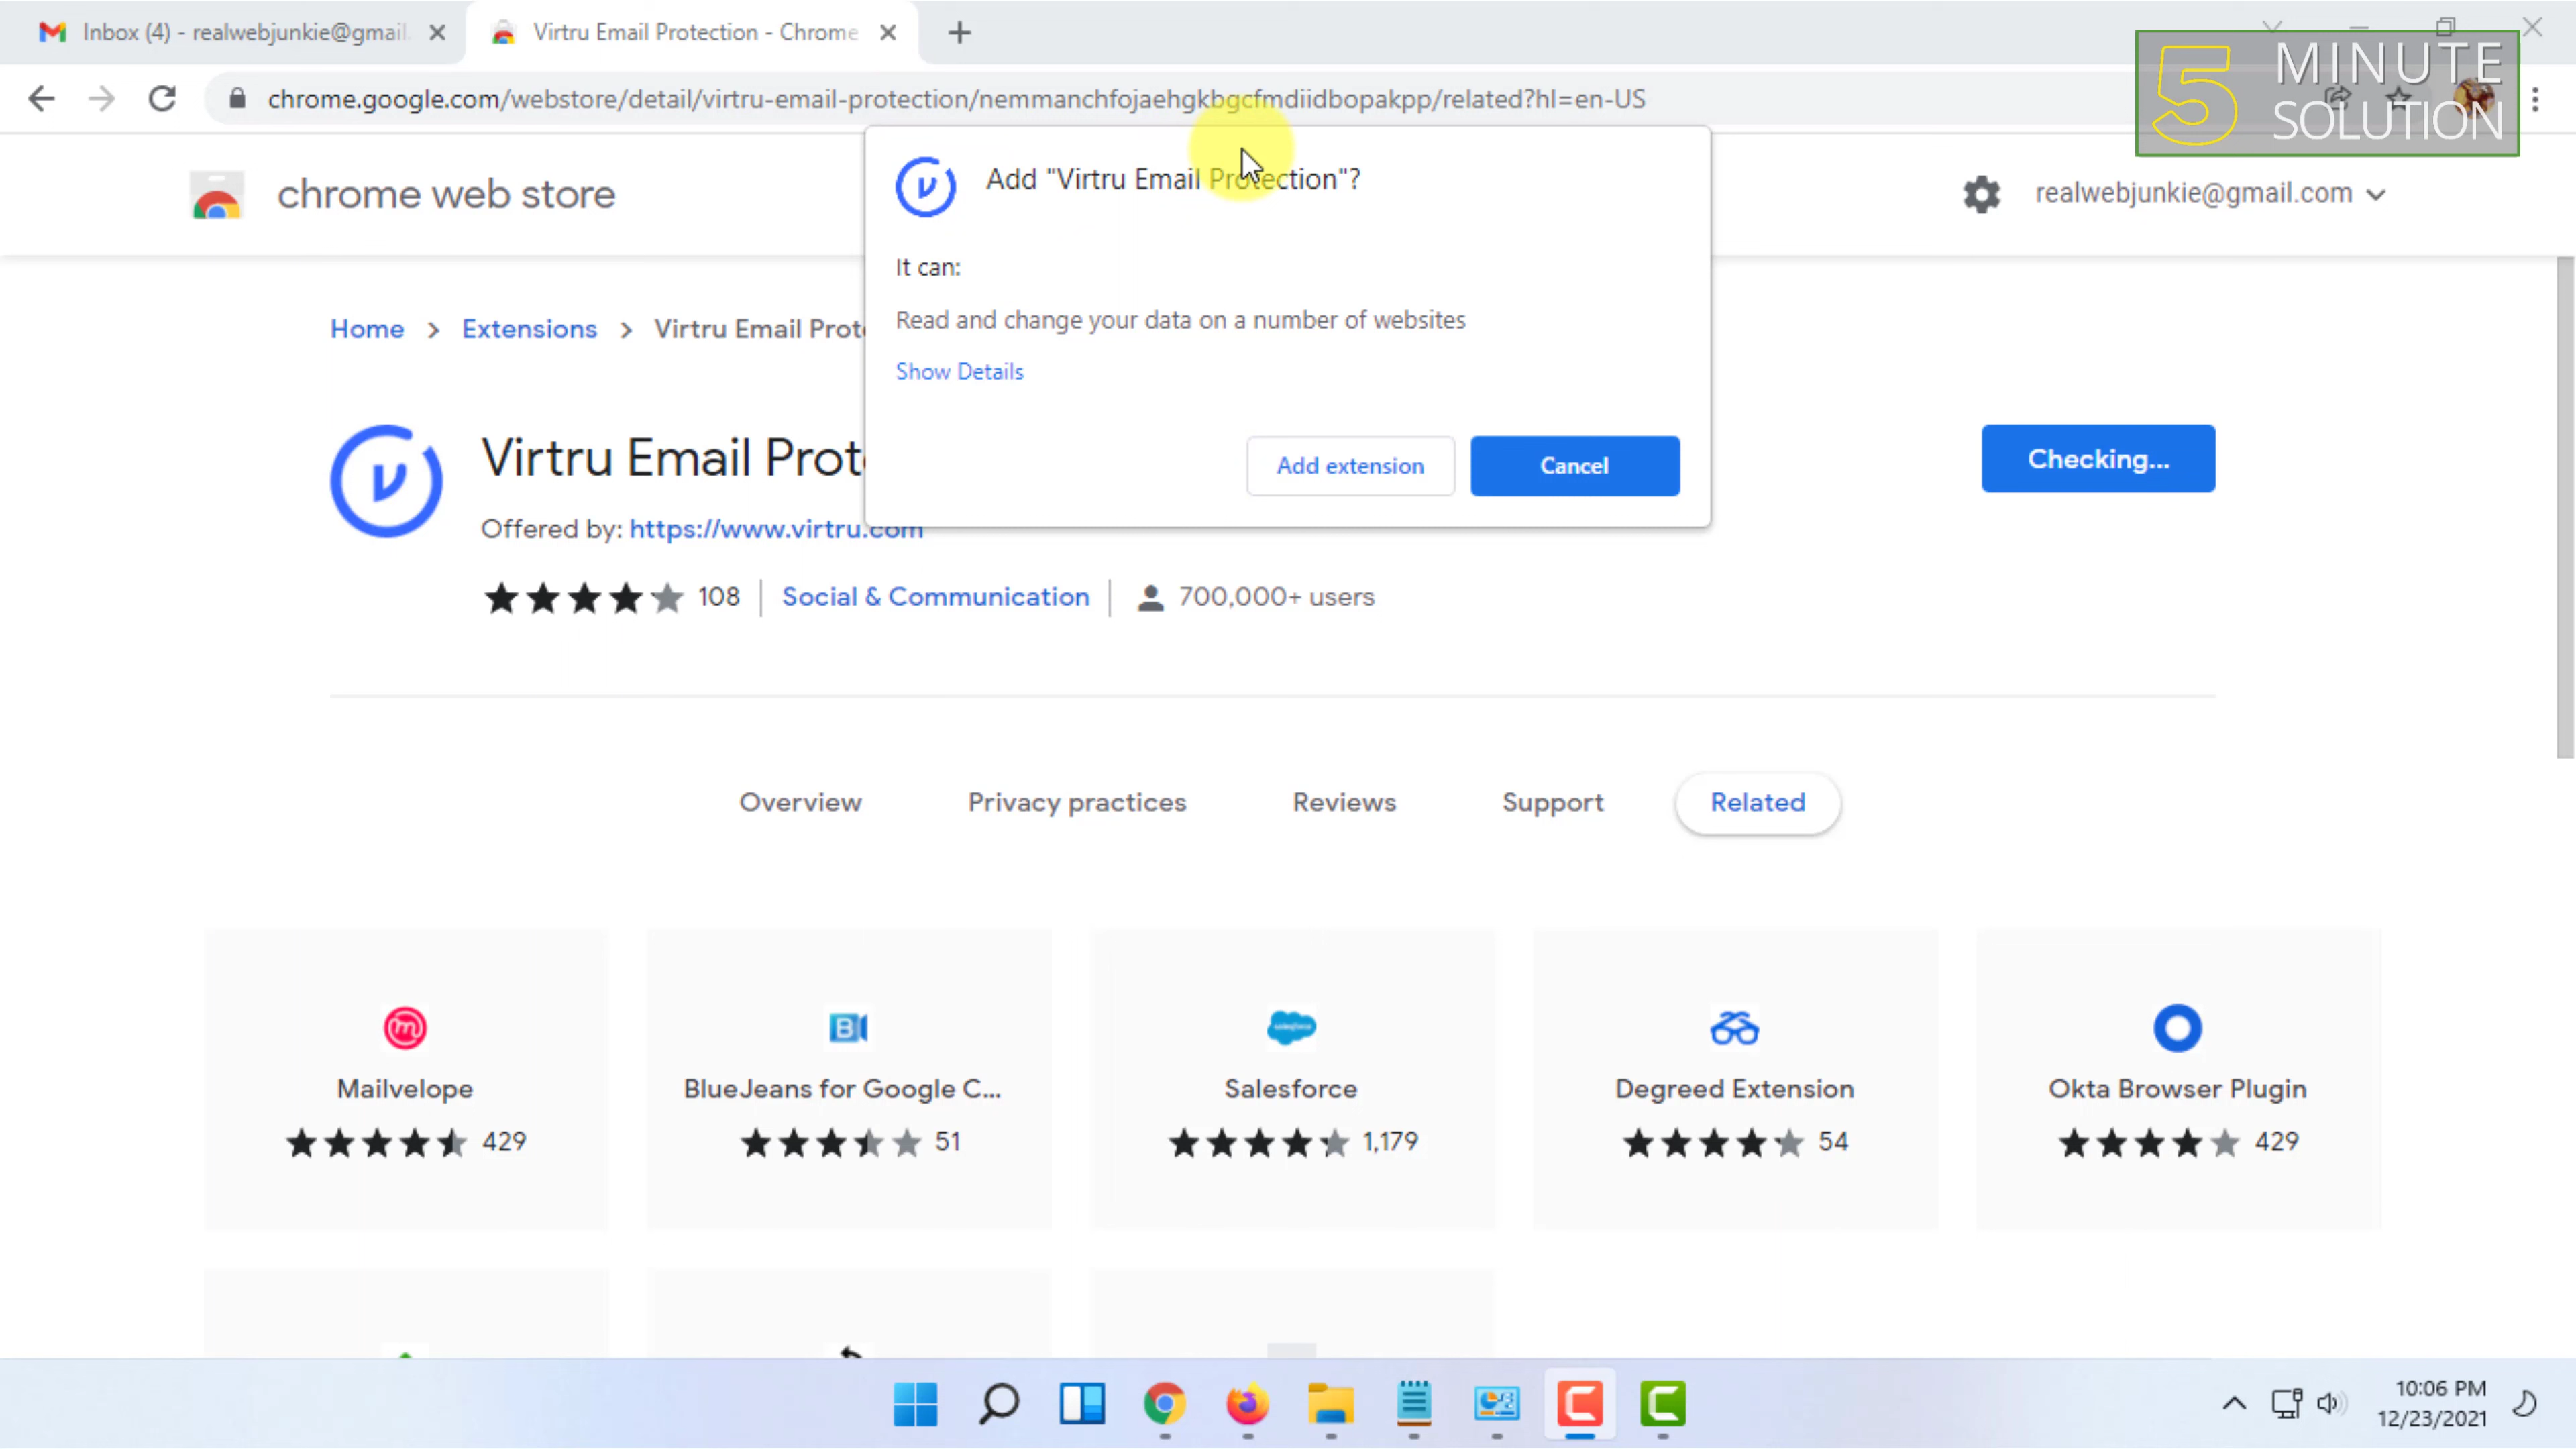 Inbox (4) - realwebjunkie@gmail.
Virtru Email Protection - Chrome
5 MINUTE SOLUTION
chrome.google.com/webstore/detail/virtru-email-protection/nemmanchfojaehgkbgcfmdiidbopakpp/related?hl=en-US
chrome web store
realwebjunkie@gmail.com
Add "Virtru Email Protection"?
It can:
Read and change your data on a number of websites
Show Details
Add extension
Cancel
Home > Extensions > Virtru Email Prot
Virtru Email Prot
Checking...
Offered by: https://www.virtru.com
108 | Social & Communication | 700,000+ users
Overview
Privacy practices
Reviews
Support
Related
Mailvelope
BlueJeans for Google C...
Salesforce
Degreed Extension
Okta Browser Plugin
429
51
1,179
54
429
10:06 PM
12/23/2021